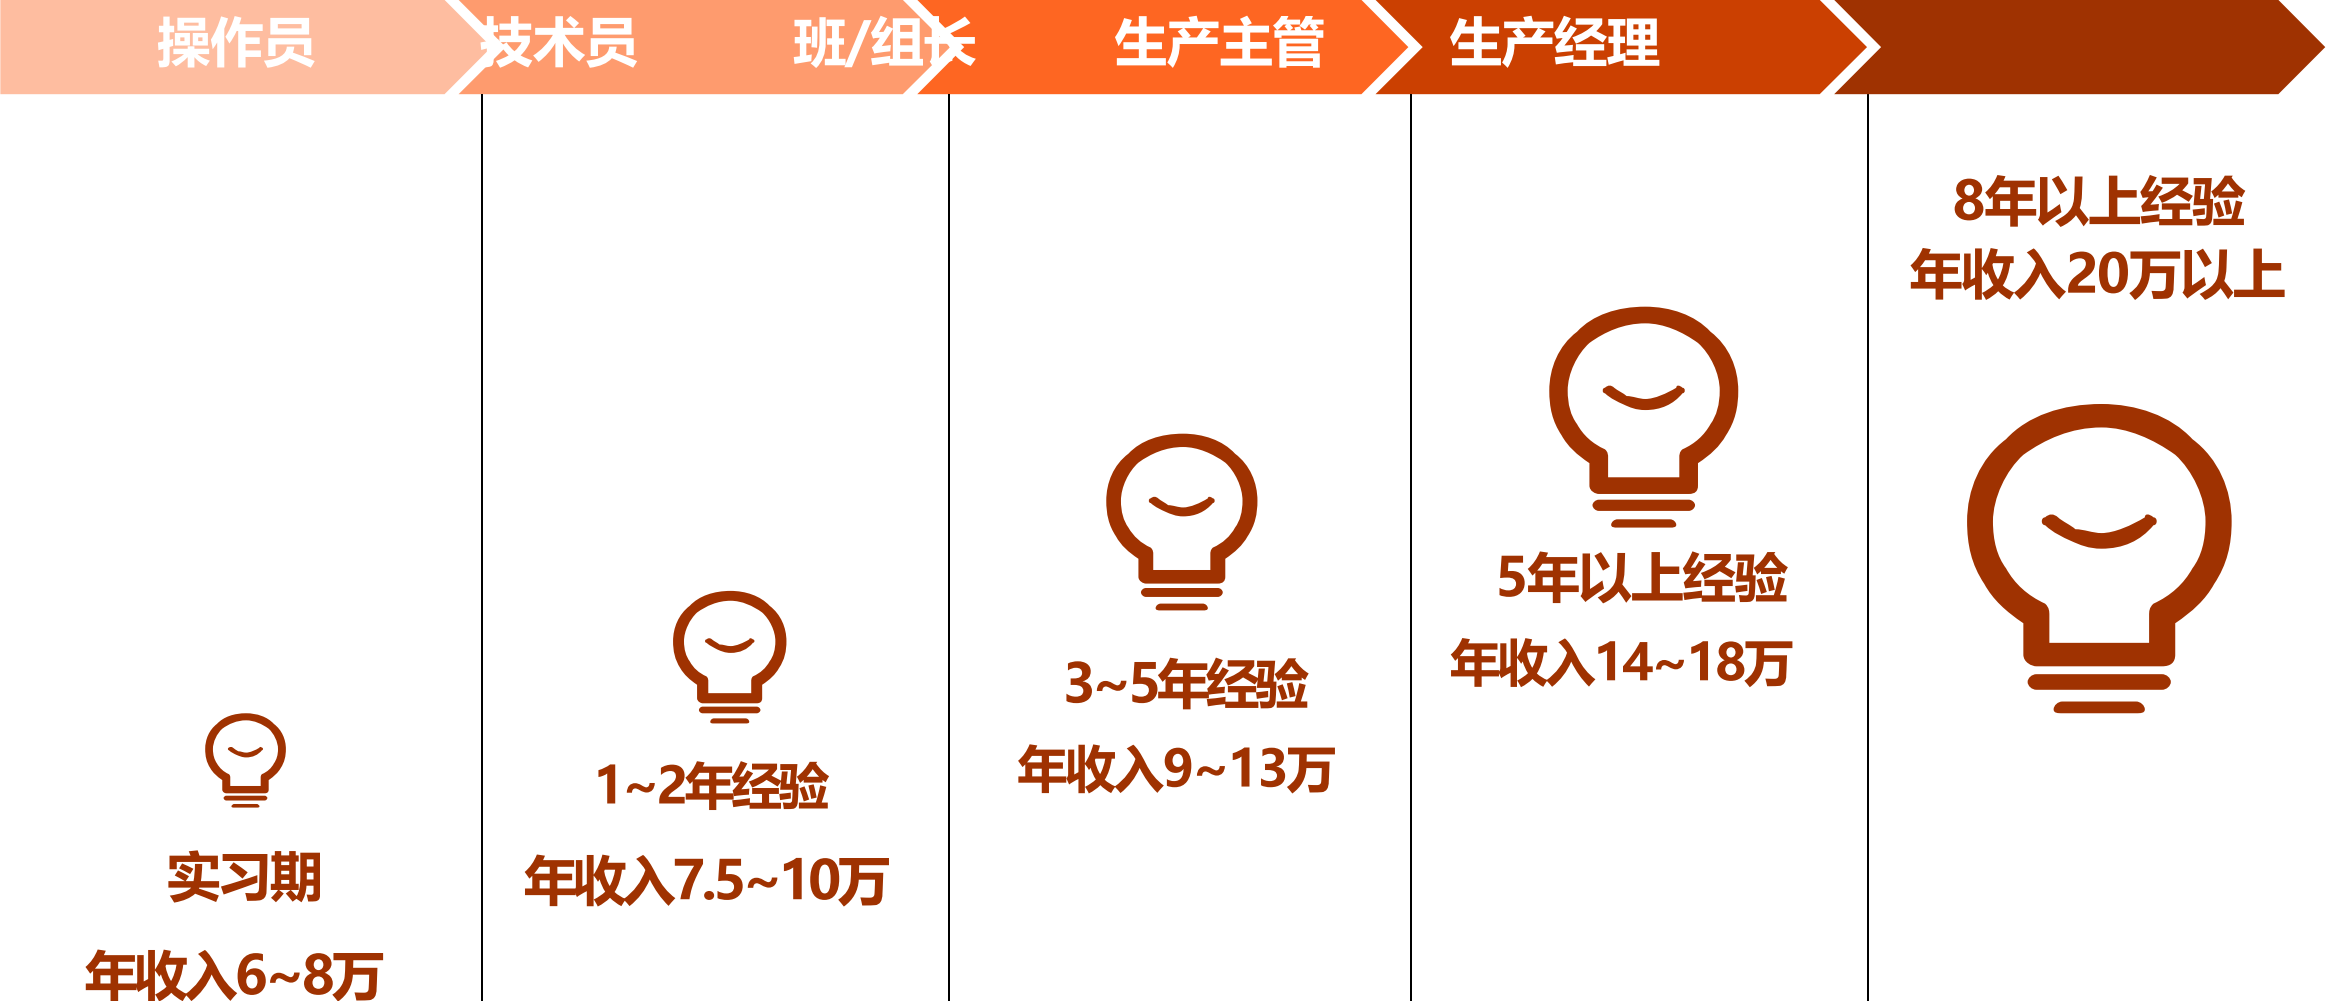 操作员 技术员 班/组长 生产主管 生产经理
实习期
年收入6~8万
1~2年经验
年收入7.5~10万
3~5年经验
年收入9~13万
5年以上经验
年收入14~18万
8年以上经验
年收入20万以上